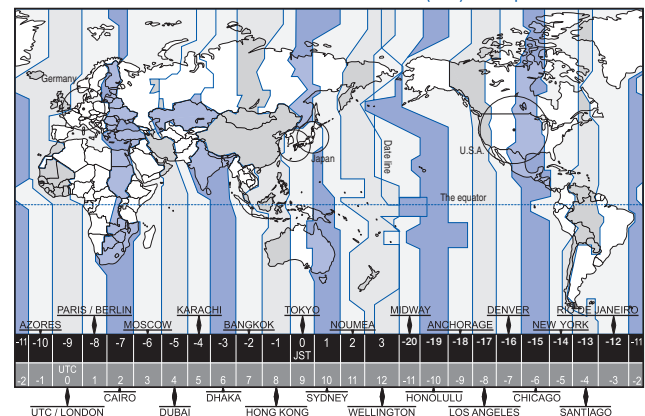 Germany
Japan
Date line
U.S.A.
The equator
PARIS / BERLIN KARACHI TOKYO MIDWAY DENVER RIO DE JANEIRO
AZORES MOSCOW BANGKOK NOUMEA ANCHORAGE NEW YORK
-11 -10 -9 -8 -7 -6 -5 -4 -3 -2 -1 0 1 2 3 -20 -19 -18 -17 -16 -15 -14 -13 -12 -11
JST
UTC
-2 -1 0 1 2 3 4 5 6 7 8 9 10 11 12 -11 -10 -9 -8 -7 -6 -5 -4 -3 -2
CAIRO DHAKA SYDNEY HONOLULU CHICAGO
UTC / LONDON DUBAI HONG KONG WELLINGTON LOS ANGELES SANTIAGO